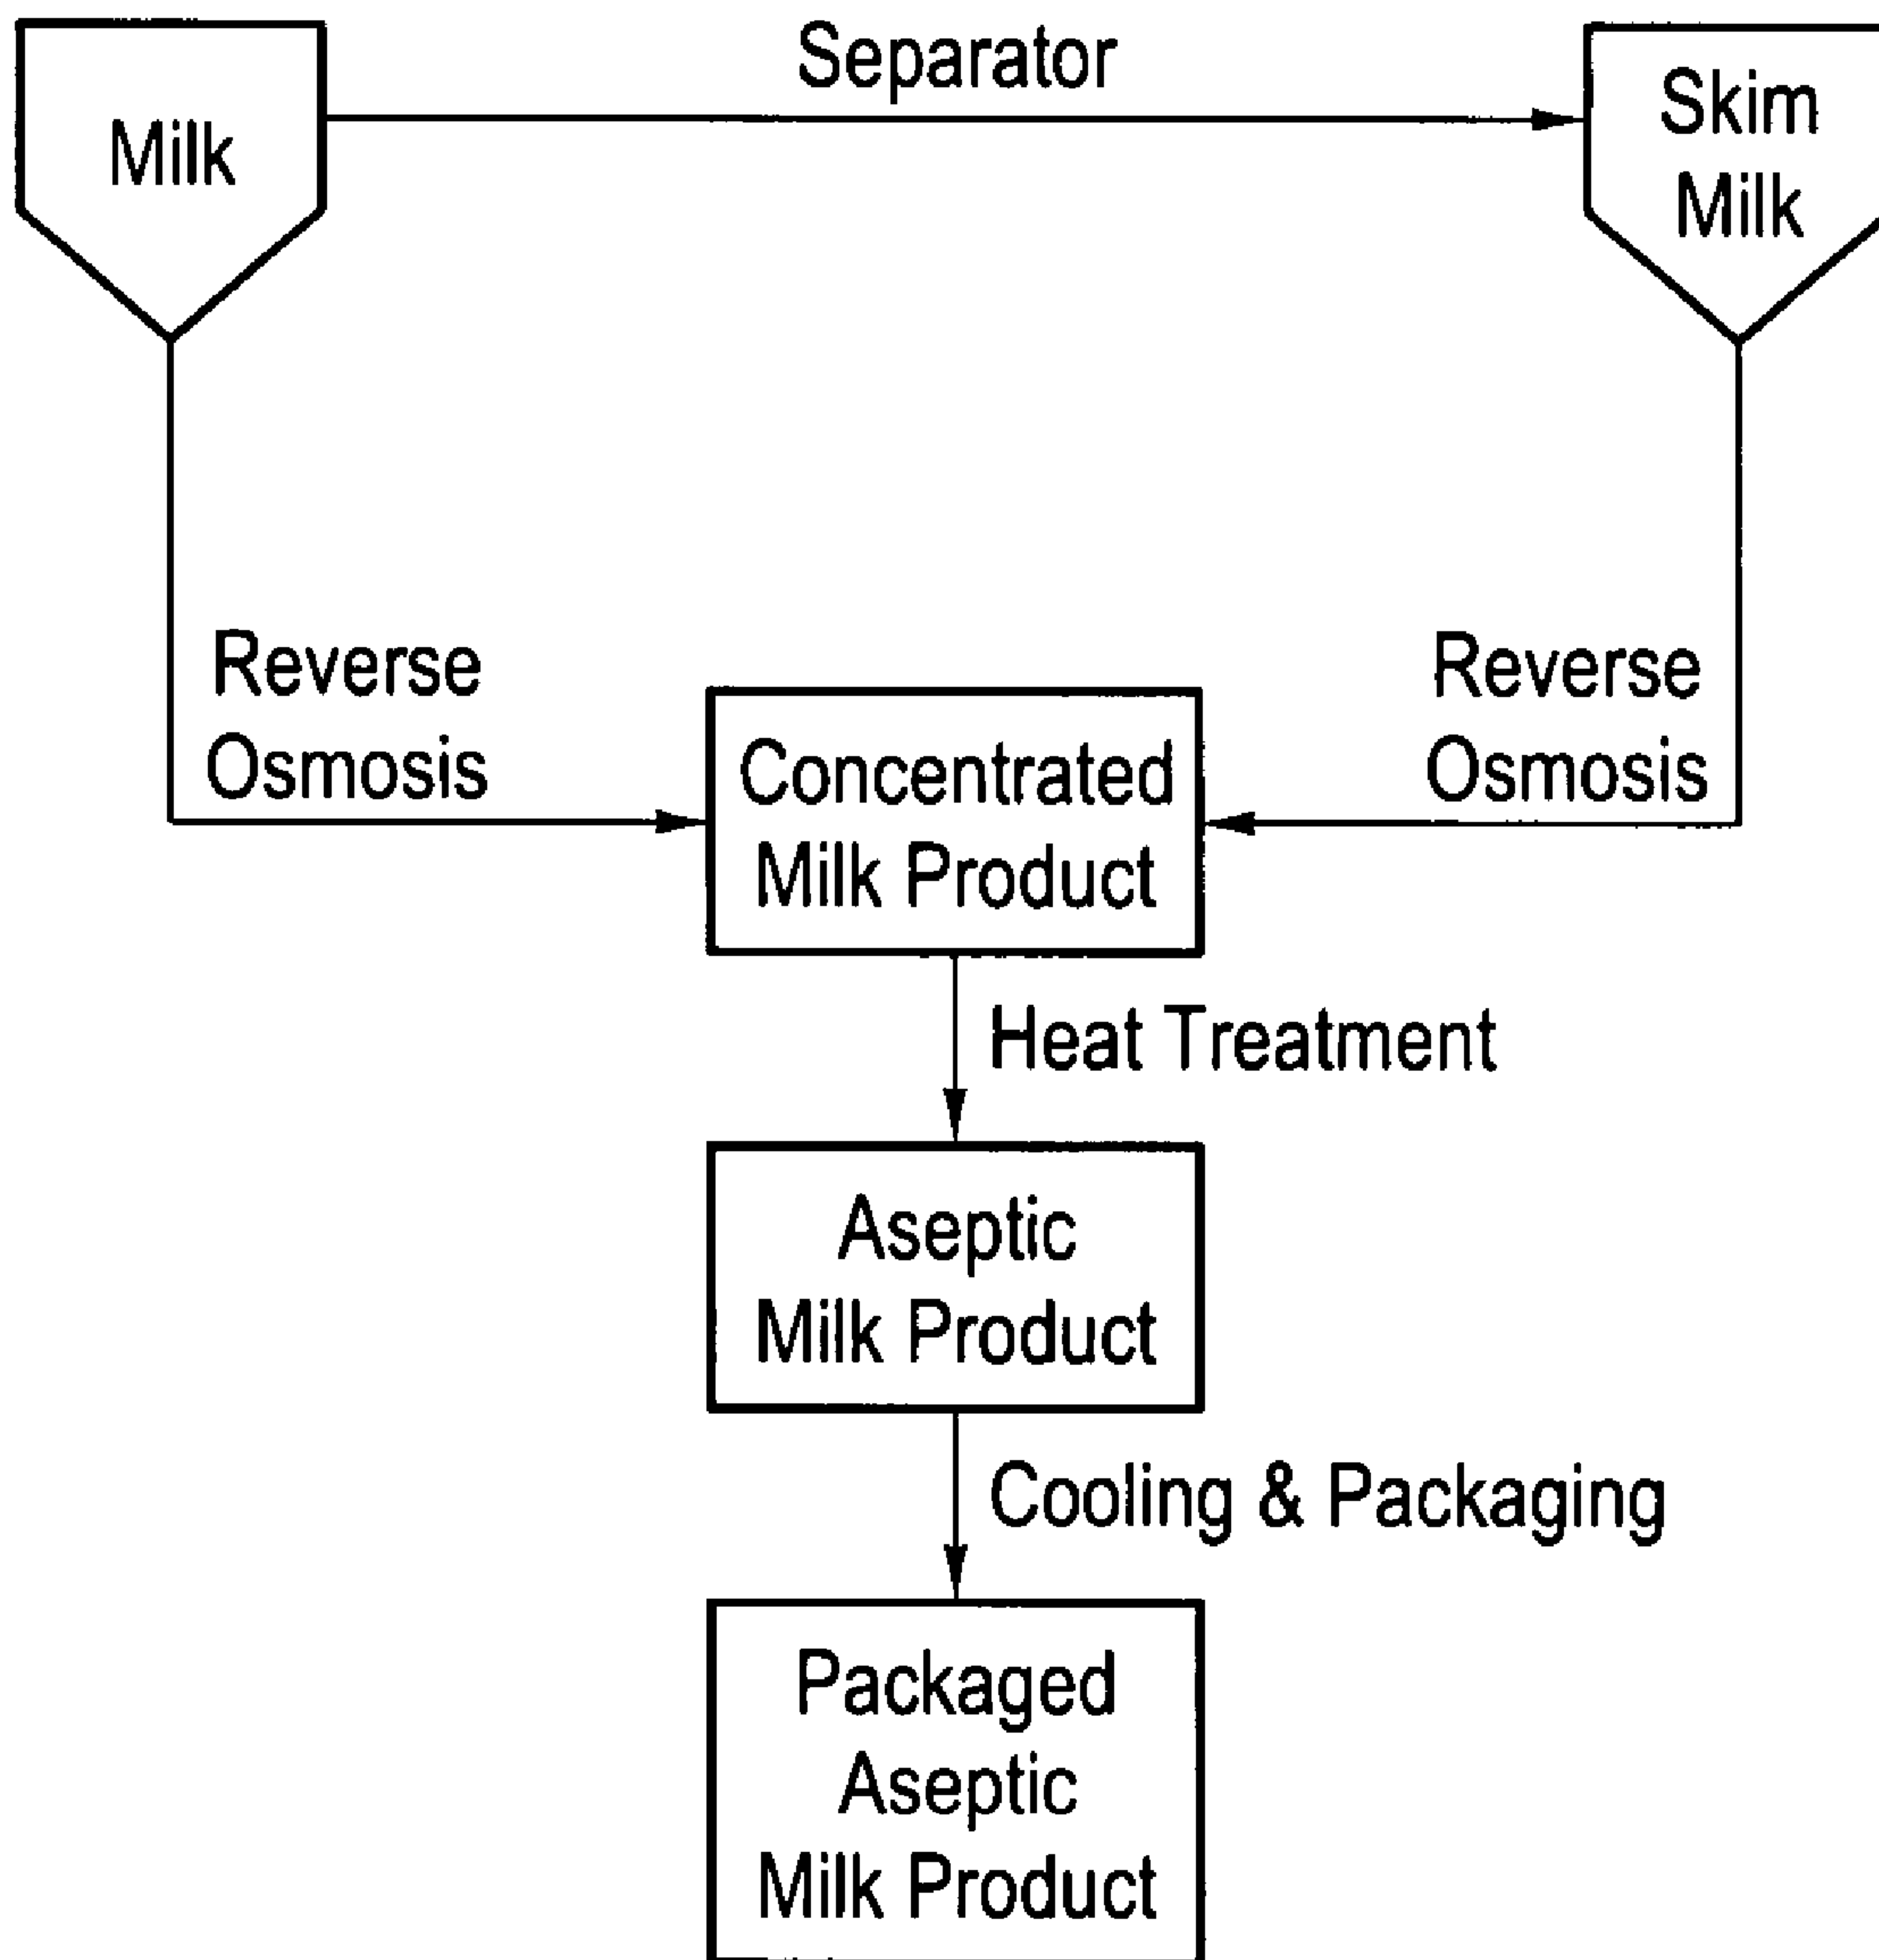 Separator
Milk
Skim
Milk
Reverse
Osmosis
Reverse
Osmosis
Concentrated
Milk Product
Heat Treatment
Aseptic
Milk Product
Cooling & Packaging
Packaged
Aseptic
Milk Product